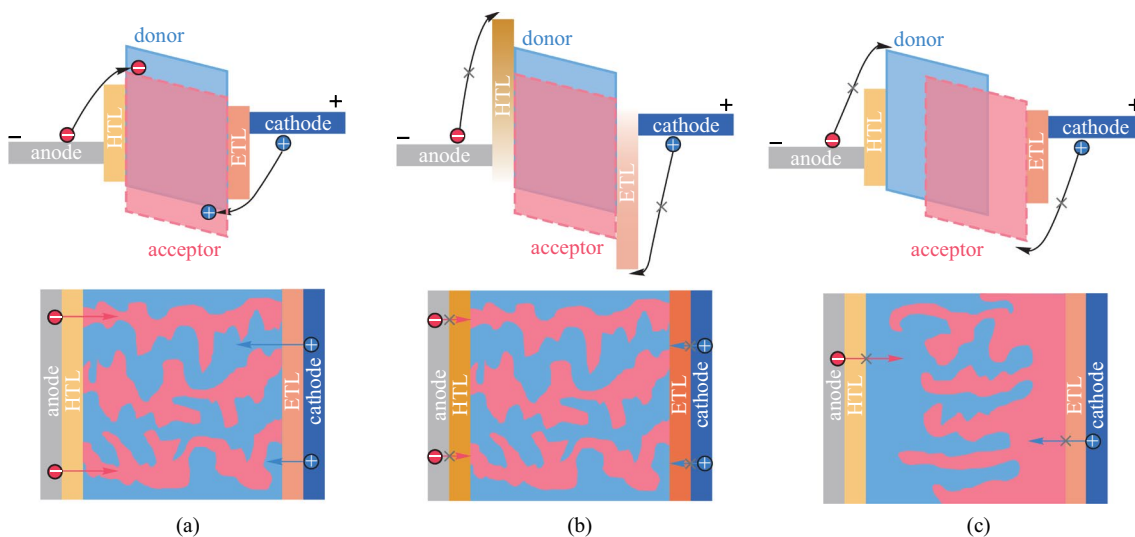 donor
+
HTL
ETL
cathode
−
anode
acceptor
donor
+
HTL
cathode
−
anode
ETL
acceptor
donor
+
HTL
ETL
cathode
−
anode
acceptor
anode
HTL
ETL
cathode
anode
HTL
ETL
cathode
anode
HTL
ETL
cathode
(a)
(b)
(c)